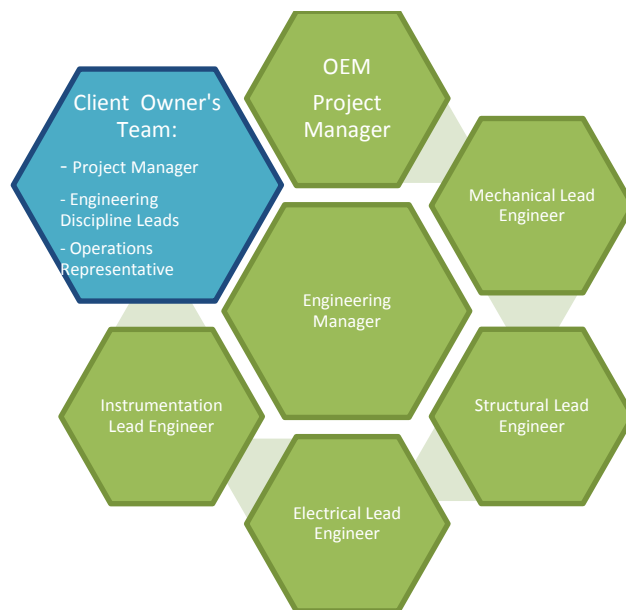 Client Owner's
Team:
- Project Manager
- Engineering
Discipline Leads
- Operations
Representative
OEM
Project
Manager
Mechanical Lead
Engineer
Engineering
Manager
Instrumentation
Lead Engineer
Structural Lead
Engineer
Electrical Lead
Engineer